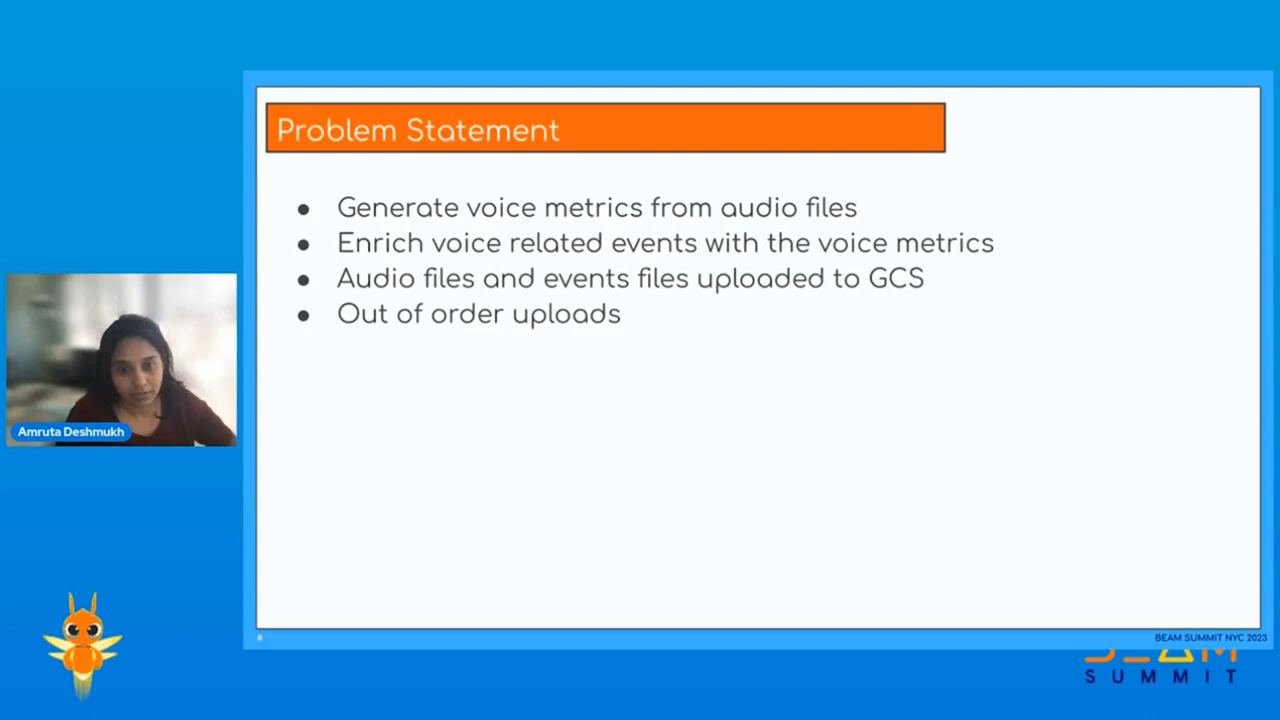 Problem Statement
● Generate voice metrics from audio files
● Enrich voice related events with the voice metrics
● Audio files and events files uploaded to GCS
● Out of order uploads
Amruta Deshmukh
#
BEAM SUMMIT NYC 2023
BEAM
SUMMIT